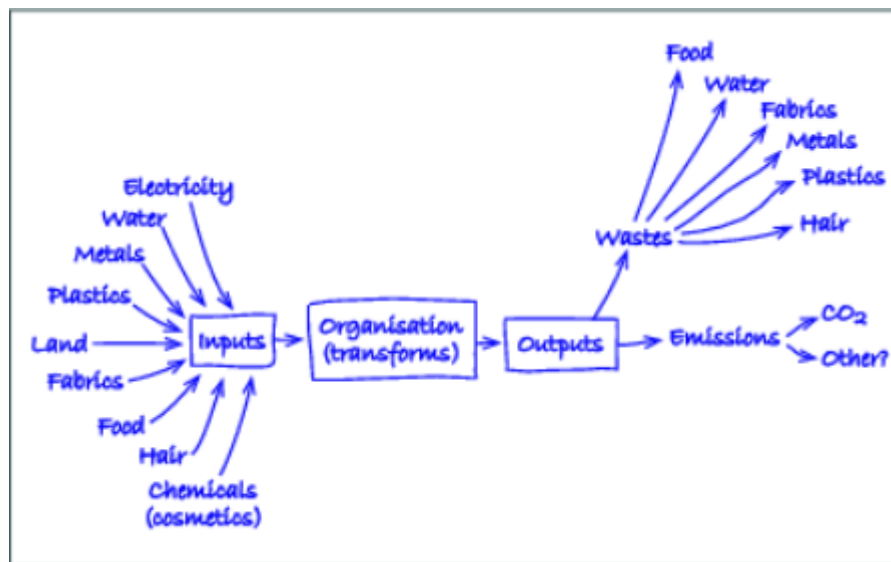 Food
Water
Fabrics
Metals
Plastics
Hair
Wastes
Electricity
Water
Metals
Plastics
Land
Fabrics
Food
Hair
Chemicals
(cosmetics)
Inputs
Organisation
(transforms)
Outputs
Emissions
CO₂
Other?